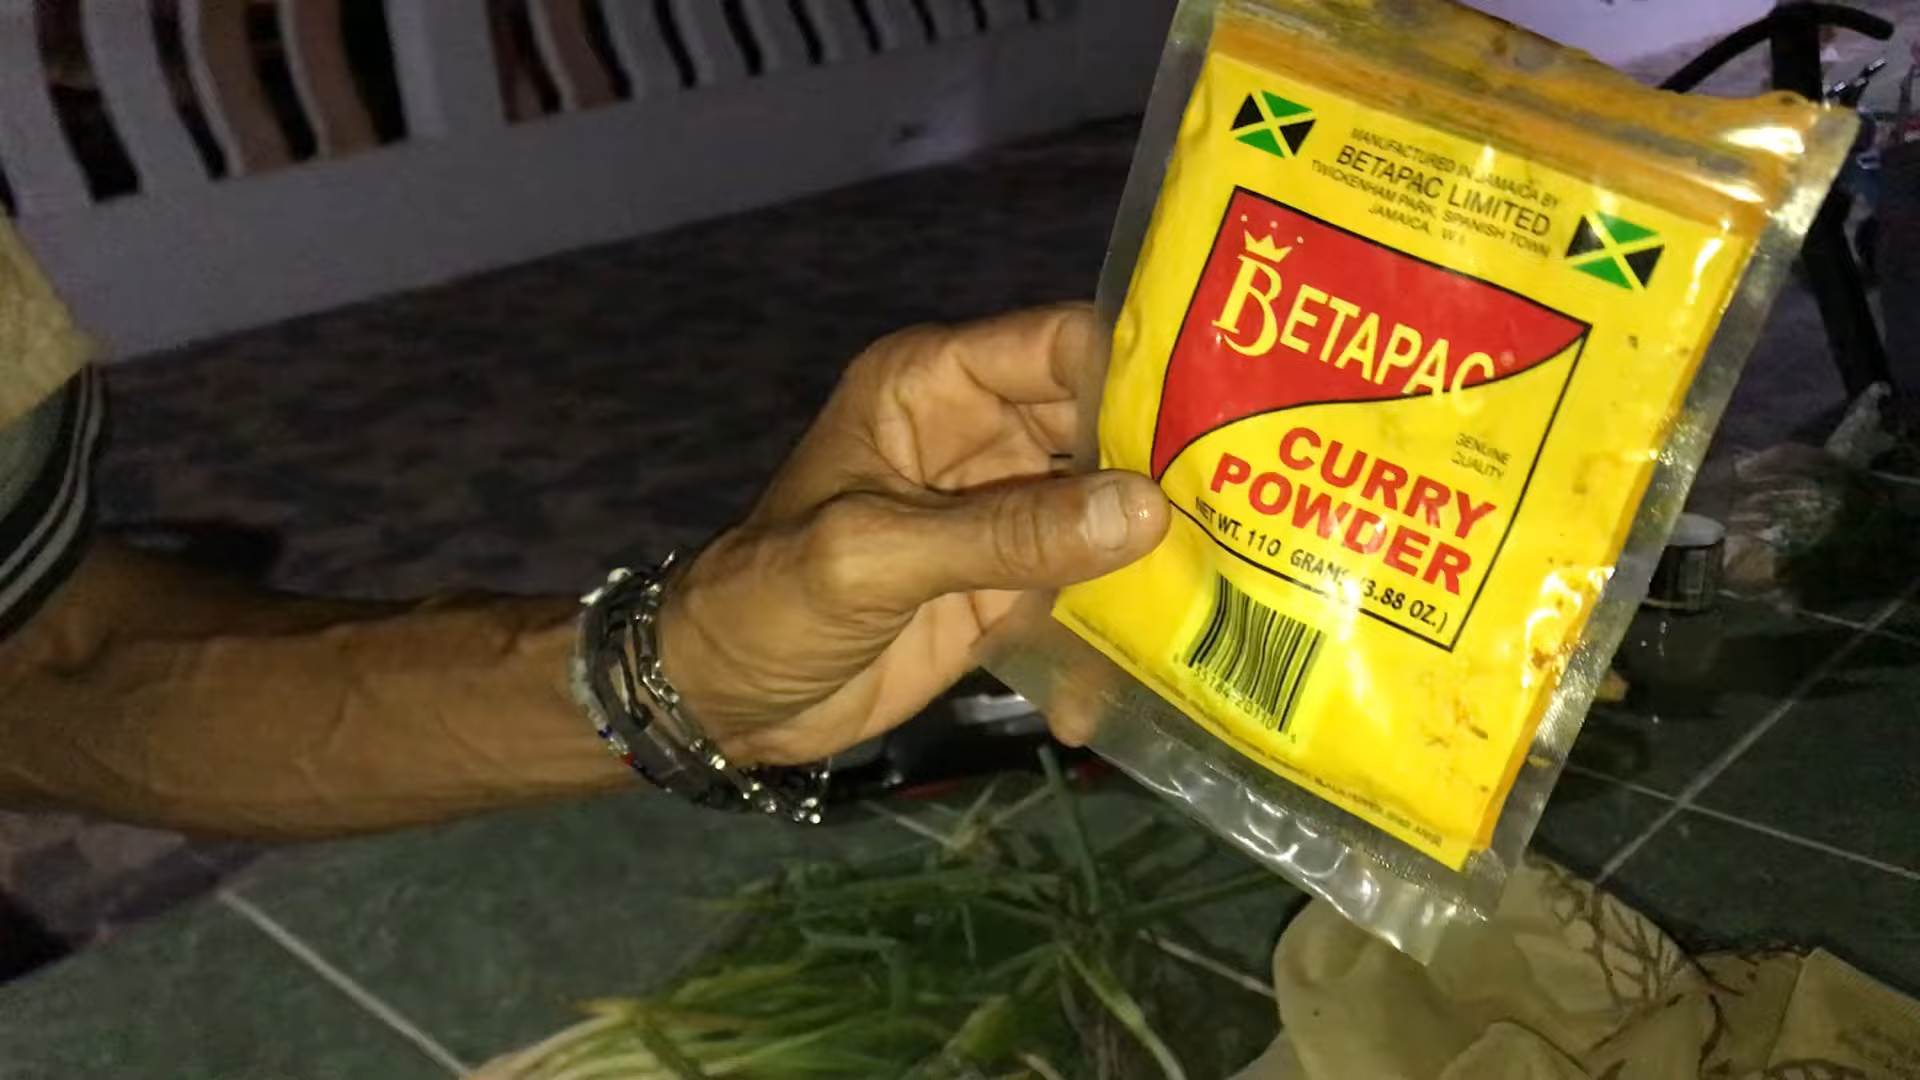 MANUFACTURED IN JAMAICA BY
BETAPAC LIMITED
TWICKENHAM PARK, SPANISH TOWN
JAMAICA, W.I.
BETAPAC®
GENUINE
QUALITY
CURRY
POWDER
NET WT. 110 GRAMS (3.88 OZ.)